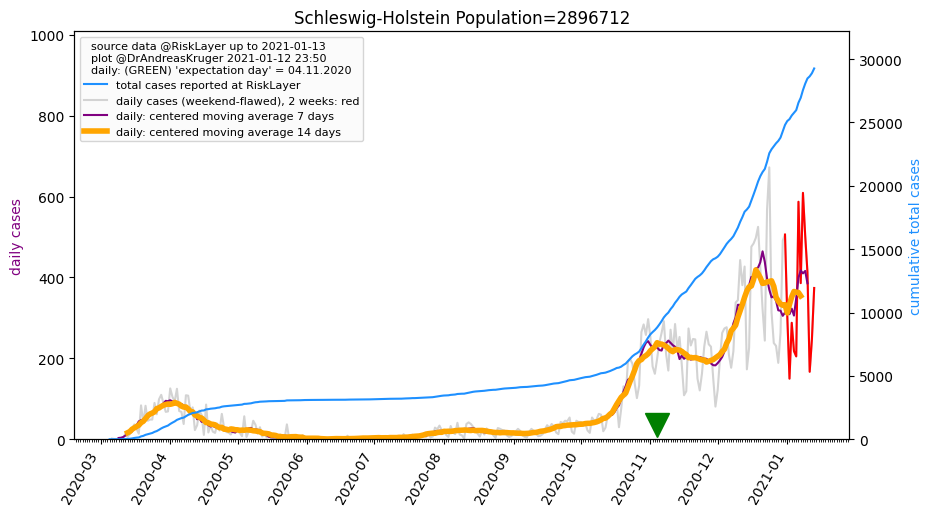 Schleswig-Holstein Population=2896712
source data @RiskLayer up to 2021-01-13
plot @DrAndreasKruger 2021-01-12 23:50
daily: (GREEN) 'expectation day' = 04.11.2020
total cases reported at RiskLayer
daily cases (weekend-flawed), 2 weeks: red
daily: centered moving average 7 days
daily: centered moving average 14 days
daily cases
1000
800
600
400
200
0
cumulative total cases
30000
25000
20000
15000
10000
5000
0
2020-03
2020-04
2020-05
2020-06
2020-07
2020-08
2020-09
2020-10
2020-11
2020-12
2021-01